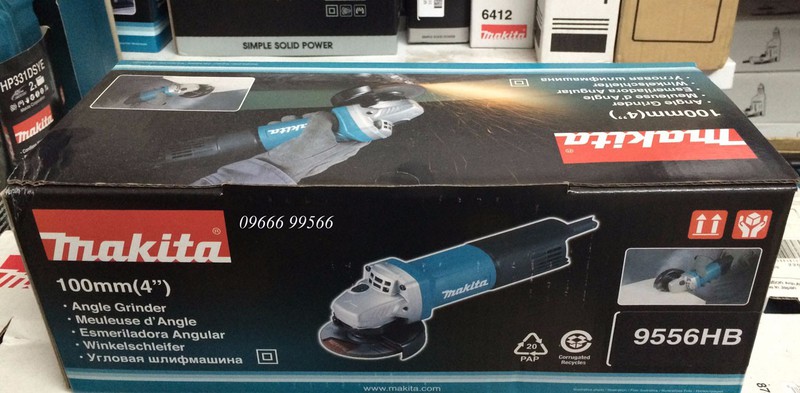 SIMPLE SOLID POWER
6412
makita
HP331DSYE
makita
Угловая шлифмашина
Winkelschleifer
Esmeriladora Angular
Meuleuse d'Angle
Angle Grinder
100mm(4")
makita®
makita
makita®
09666 99566
100mm(4")
• Angle Grinder
• Meuleuse d'Angle
• Esmeriladora Angular
• Winkelschleifer
• Угловая шлифмашина
makita
20
PAP
Corrugated
Recycles
9556HB
www.makita.com